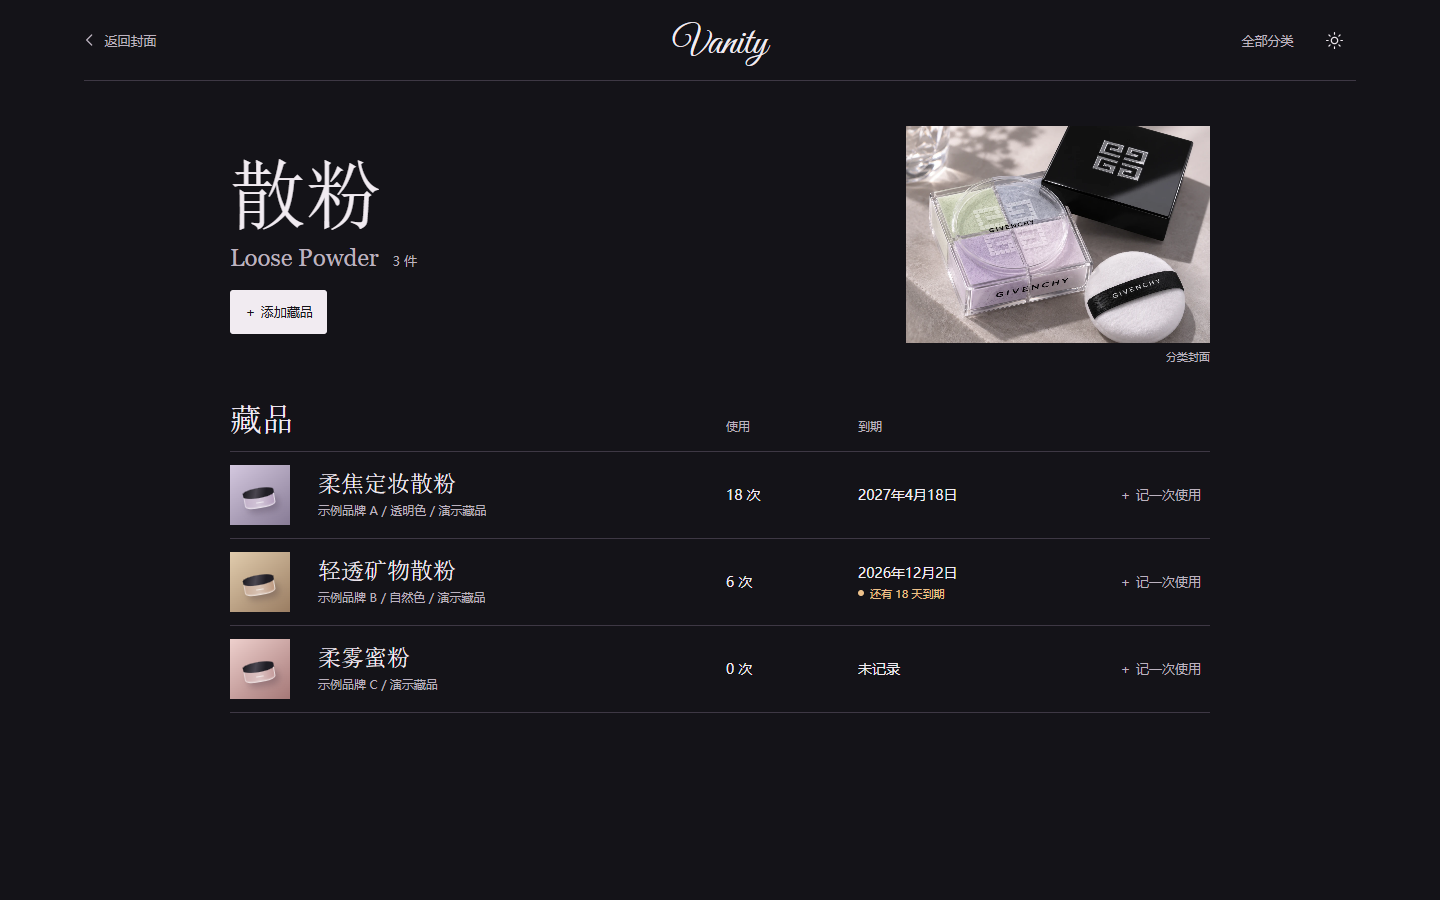 返回封面
Vanity
全部分类
散粉
Loose Powder 3 件
+ 添加藏品
GIVENCHY
GIVENCHY
GIVENCHY
分类封面
藏品 使用 到期
柔焦定妆散粉
示例品牌 A / 透明色 / 演示藏品
18 次
2027年4月18日
+ 记一次使用
轻透矿物散粉
示例品牌 B / 自然色 / 演示藏品
6 次
2026年12月2日
还有 18 天到期
+ 记一次使用
柔雾蜜粉
示例品牌 C / 演示藏品
0 次
未记录
+ 记一次使用